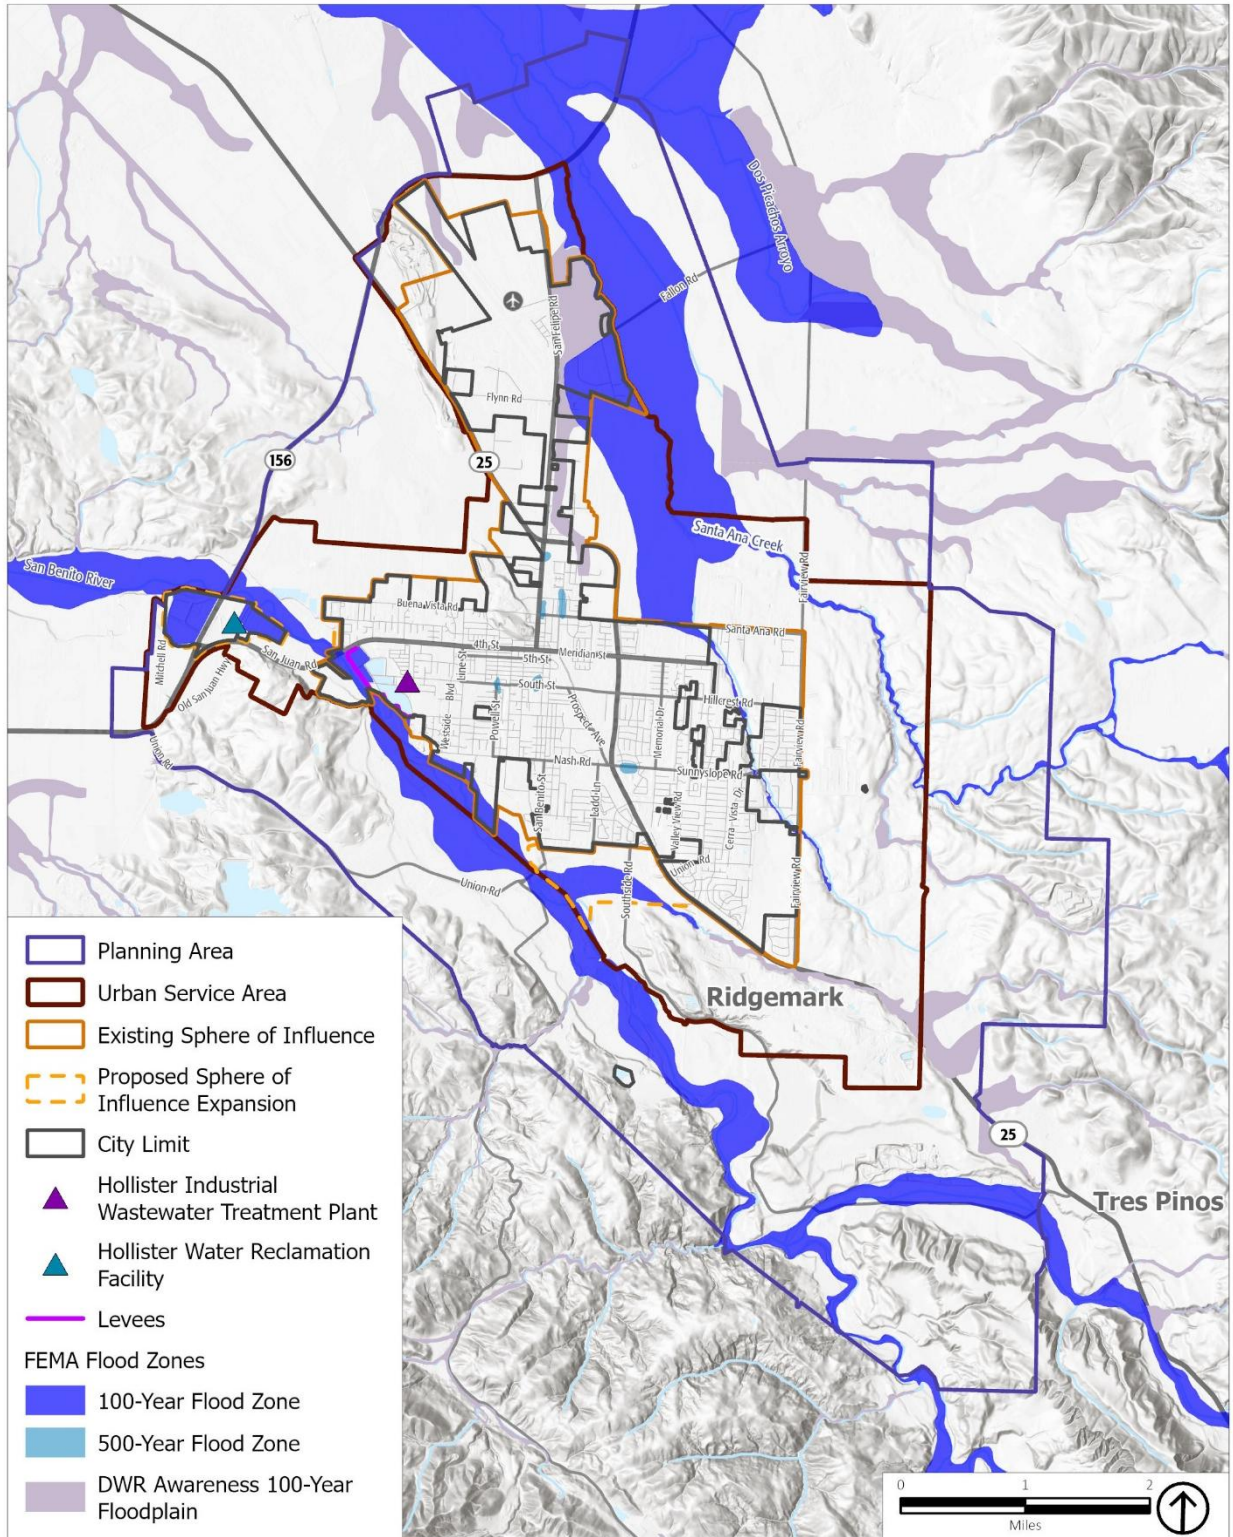 Dos Picachos Arroyo
Fallon Rd
San Felipe Rd
Flynn Rd
156
25
Santa Ana Creek
San Benito River
Fairview Rd
Buena Vista Rd
Santa Ana Rd
Mitchell Rd
Old San Juan Hwy
San Juan Rd
4th St
Meridian St
5th St
Line St
South St
Westside Blvd
Powell St
Prospect Ave
Memorial Dr
Hillcrest Rd
Fairview Rd
Union Rd
Nash Rd
Sunnyslope Rd
San Benito St
Ladd Ln
Valley View Rd
Cerra Vista Dr
Union Rd
Southside Rd
Union Rd
Fairview Rd
Ridgemark
25
Tres Pinos
Planning Area
Urban Service Area
Existing Sphere of Influence
Proposed Sphere of
Influence Expansion
City Limit
Hollister Industrial
Wastewater Treatment Plant
Hollister Water Reclamation
Facility
Levees
FEMA Flood Zones
100-Year Flood Zone
500-Year Flood Zone
DWR Awareness 100-Year
Floodplain
0 1 2
Miles